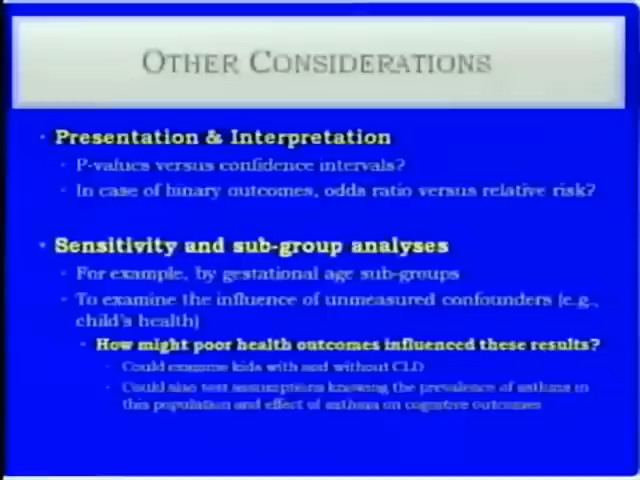 OTHER CONSIDERATIONS
Presentation & Interpretation
P-values versus confidence intervals?
In case of binary outcomes, odds ratio versus relative risk?
Sensitivity and sub-group analyses
For example, by gestational age sub-groups
To examine the influence of unmeasured confounders (e.g.,
child's health)
How might poor health outcomes influenced these results?
Could examine kids with and without CLD
Could also test assumptions knowing the prevalence of asthma in
this population and effect of asthma on cognitive outcomes